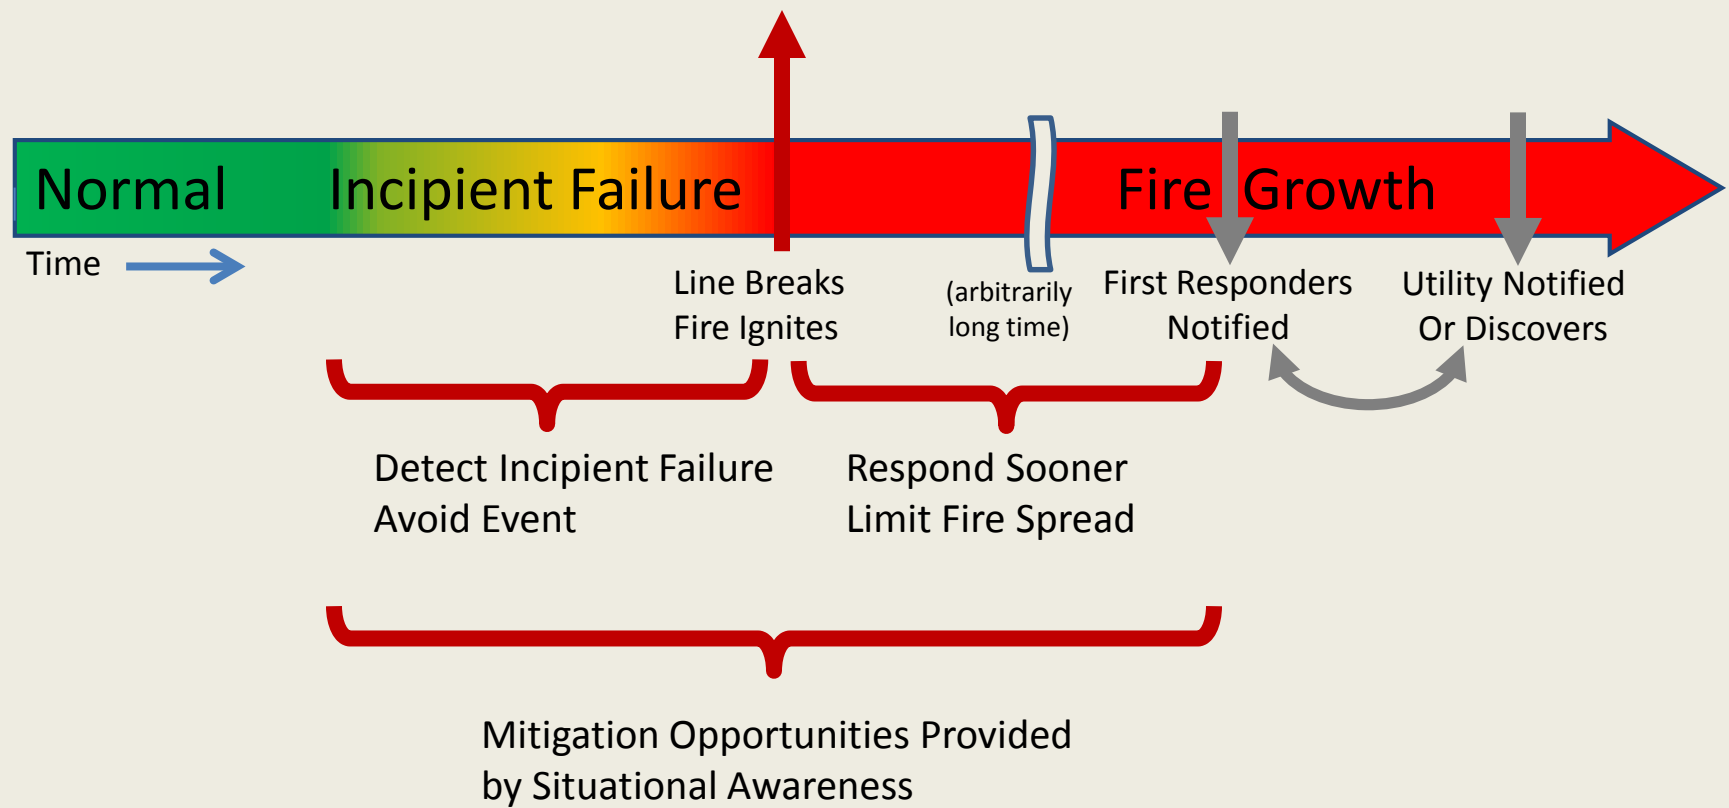 Normal
Incipient Failure
Fire Growth
Time
Line Breaks
Fire Ignites
(arbitrarily
long time)
First Responders
Notified
Utility Notified
Or Discovers
Detect Incipient Failure
Avoid Event
Respond Sooner
Limit Fire Spread
Mitigation Opportunities Provided
by Situational Awareness